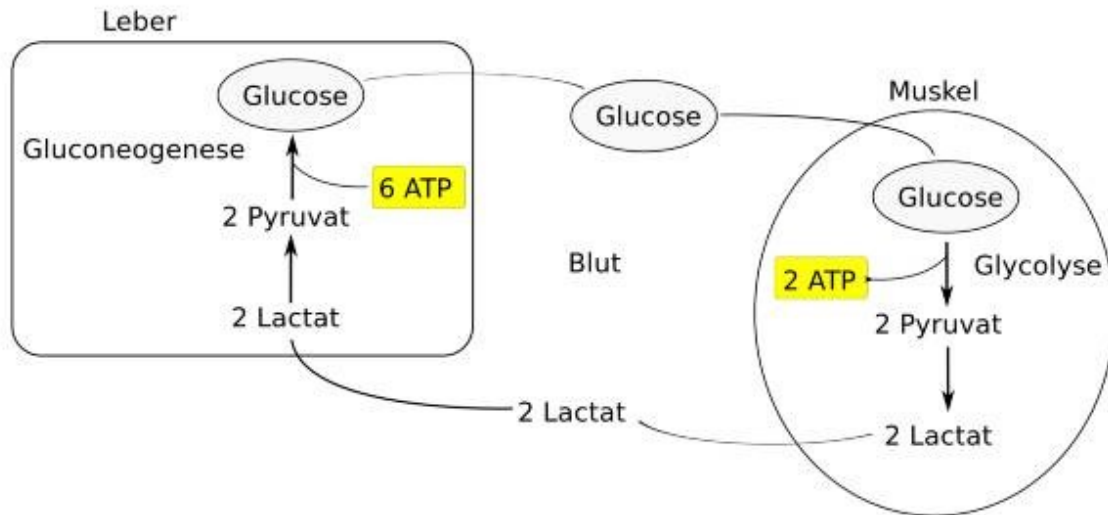 Leber
Glucose
Gluconeogenese
6 ATP
2 Pyruvat
2 Lactat
Glucose
Blut
2 Lactat
Muskel
Glucose
2 ATP
Glycolyse
2 Pyruvat
2 Lactat